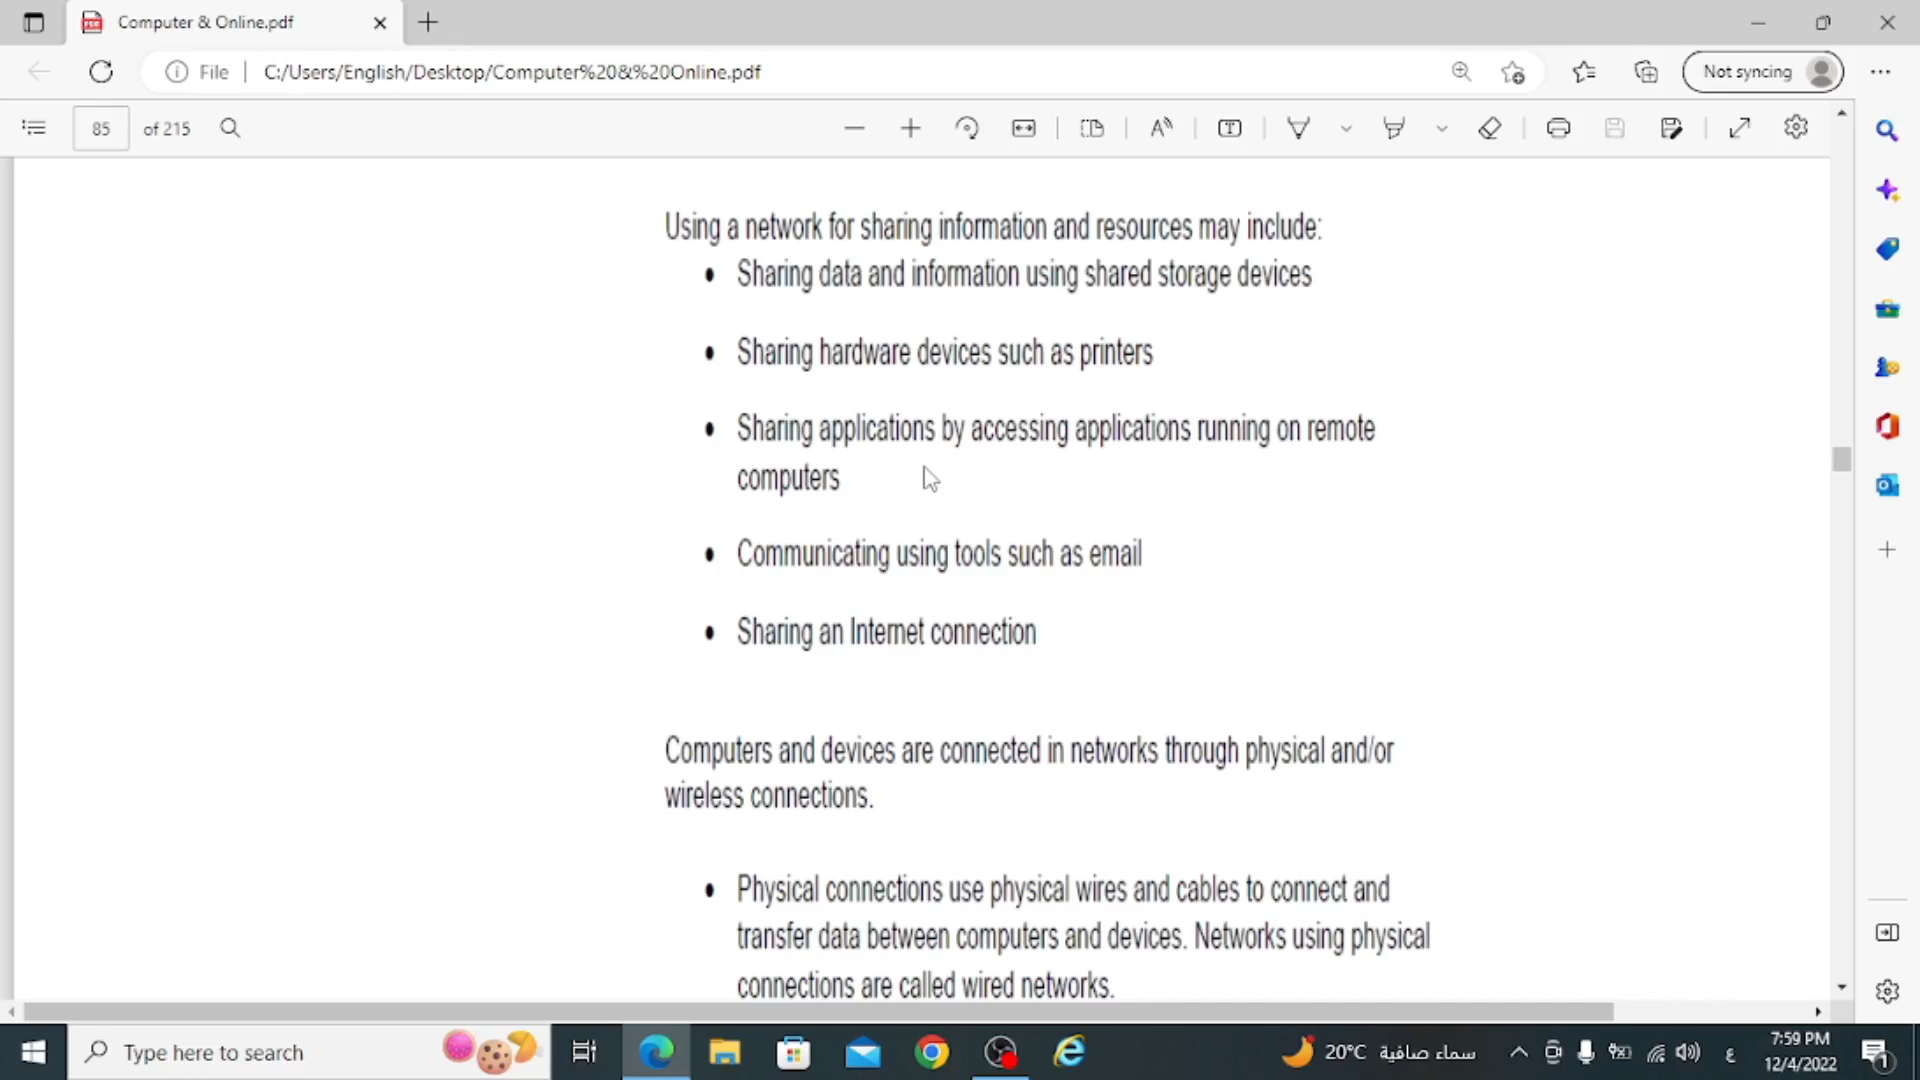 Computer & Online.pdf
File
C:/Users/English/Desktop/Computer%20&%20Online.pdf
Not syncing
85 of 215
Using a network for sharing information and resources may include:
• Sharing data and information using shared storage devices
• Sharing hardware devices such as printers
• Sharing applications by accessing applications running on remote
computers
• Communicating using tools such as email
• Sharing an Internet connection
Computers and devices are connected in networks through physical and/or
wireless connections.
• Physical connections use physical wires and cables to connect and
transfer data between computers and devices. Networks using physical
connections are called wired networks.
Type here to search
20°C سماء صافية
ع
7:59 PM
12/4/2022
1